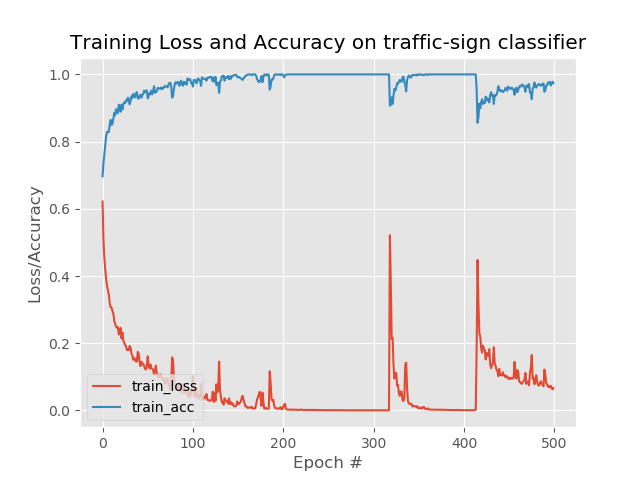 Training Loss and Accuracy on traffic-sign classifier
1.0
0.8
0.6
0.4
0.2
0.0
Loss/Accuracy
train_loss
train_acc
0 100 200 300 400 500
Epoch #